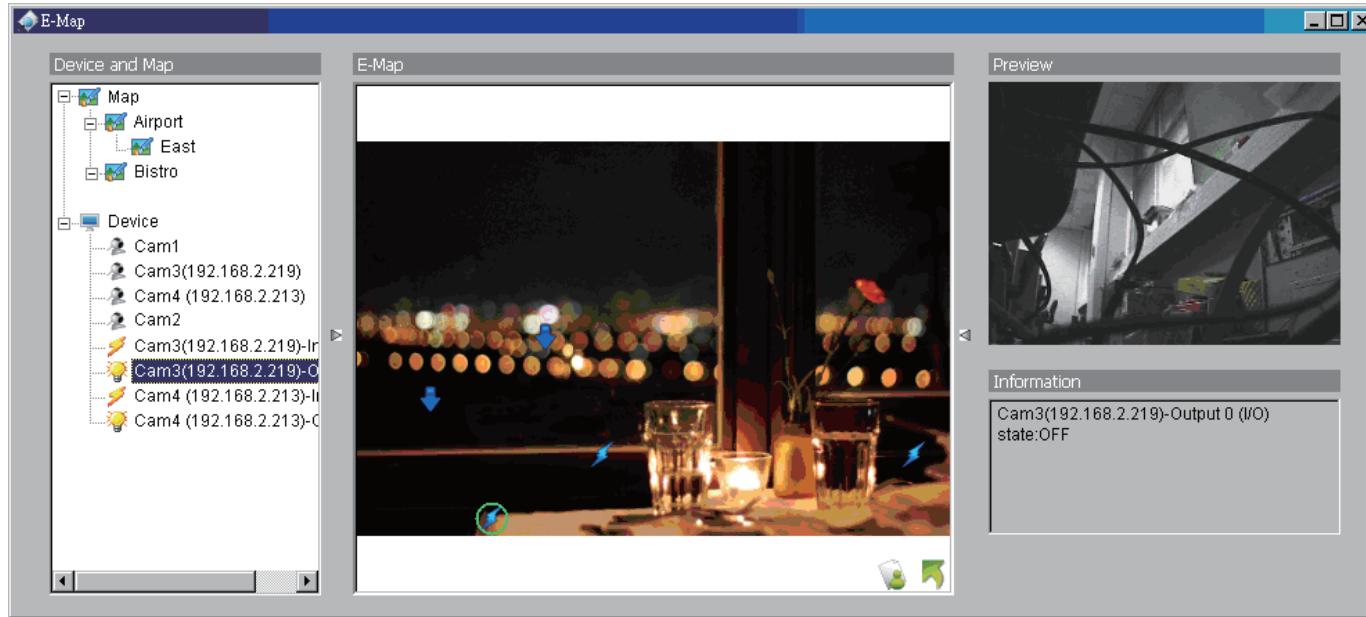 E-Map
Device and Map
Map
Airport
East
Bistro
Device
Cam1
Cam3(192.168.2.219)
Cam4 (192.168.2.213)
Cam2
Cam3(192.168.2.219)-In
Cam3(192.168.2.219)-O
Cam4 (192.168.2.213)-I
Cam4 (192.168.2.213)-O
E-Map
Preview
Information
Cam3(192.168.2.219)-Output 0 (I/O)
state:OFF